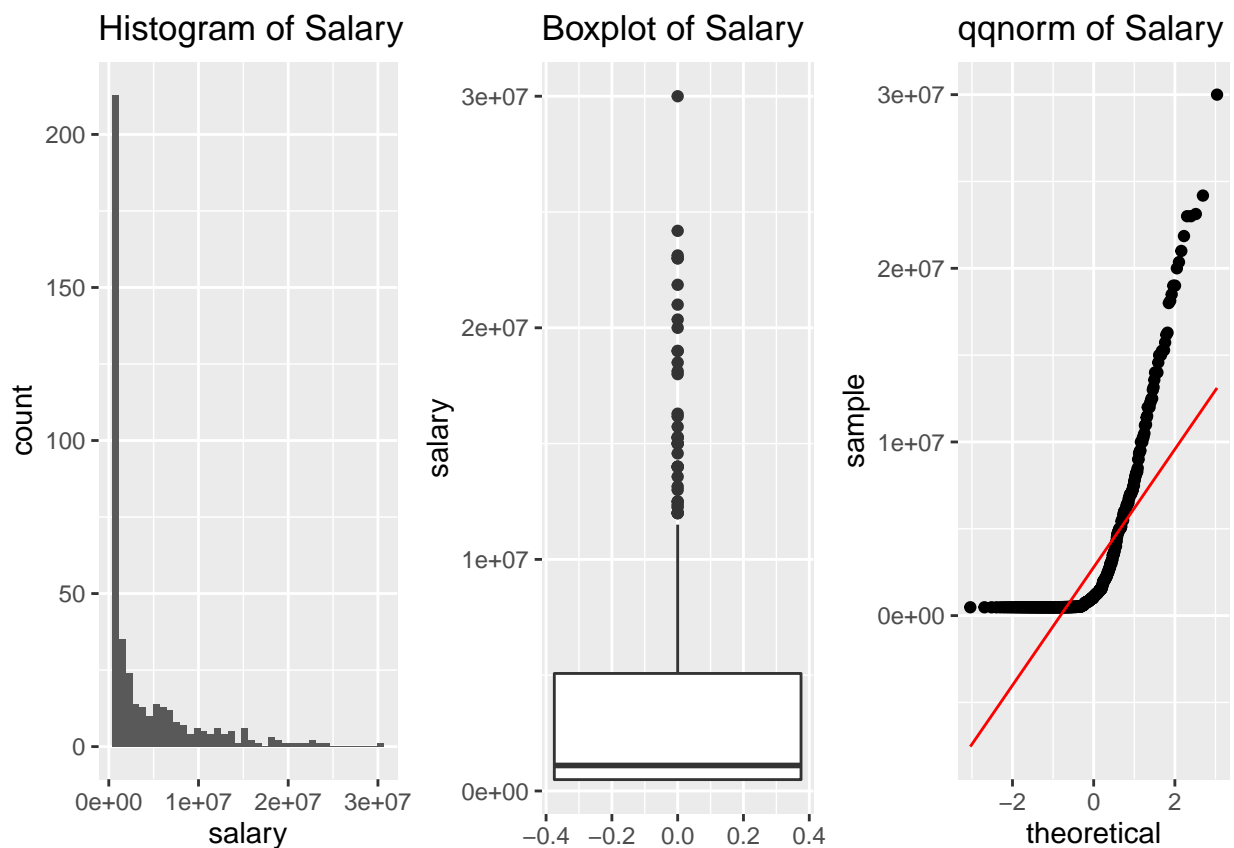 Histogram of Salary
200
150
100
50
0
count
0e+00
1e+07
2e+07
3e+07
salary
Boxplot of Salary
3e+07
2e+07
1e+07
0e+00
salary
−0.4
−0.2
0.0
0.2
0.4
qqnorm of Salary
3e+07
2e+07
1e+07
0e+00
sample
−2
0
2
theoretical